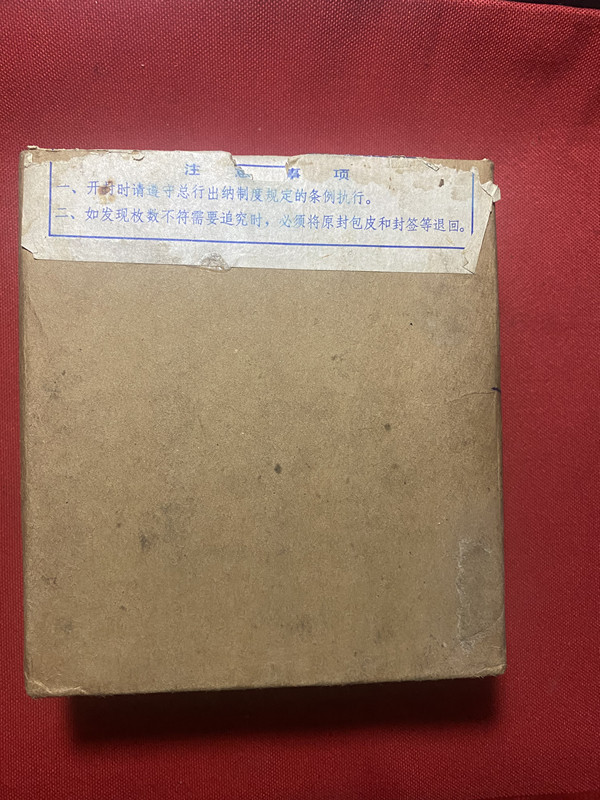 注意事项
一、开封时请遵守总行出纳制度规定的条例执行。
二、如发现枚数不符需要追究时，必须将原封包皮和封签等退回。